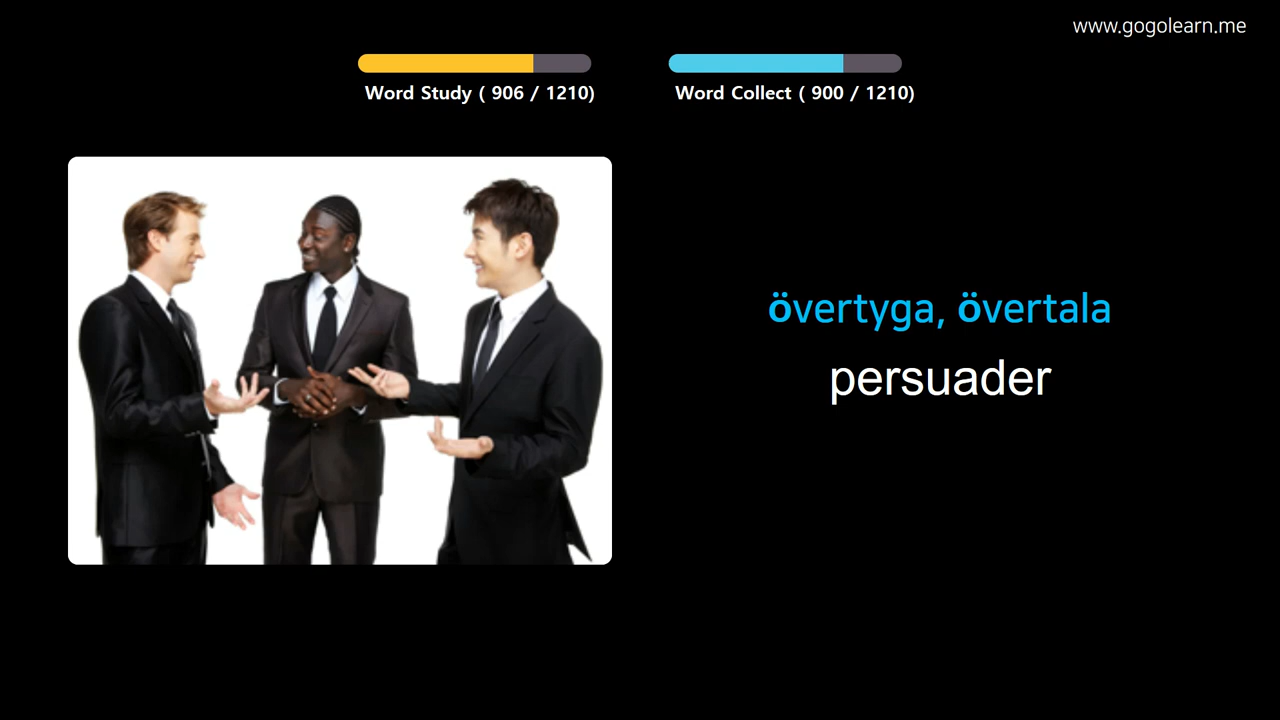 www.gogolearn.me
Word Study ( 906 / 1210)
Word Collect ( 900 / 1210)
övertyga, övertala
persuader